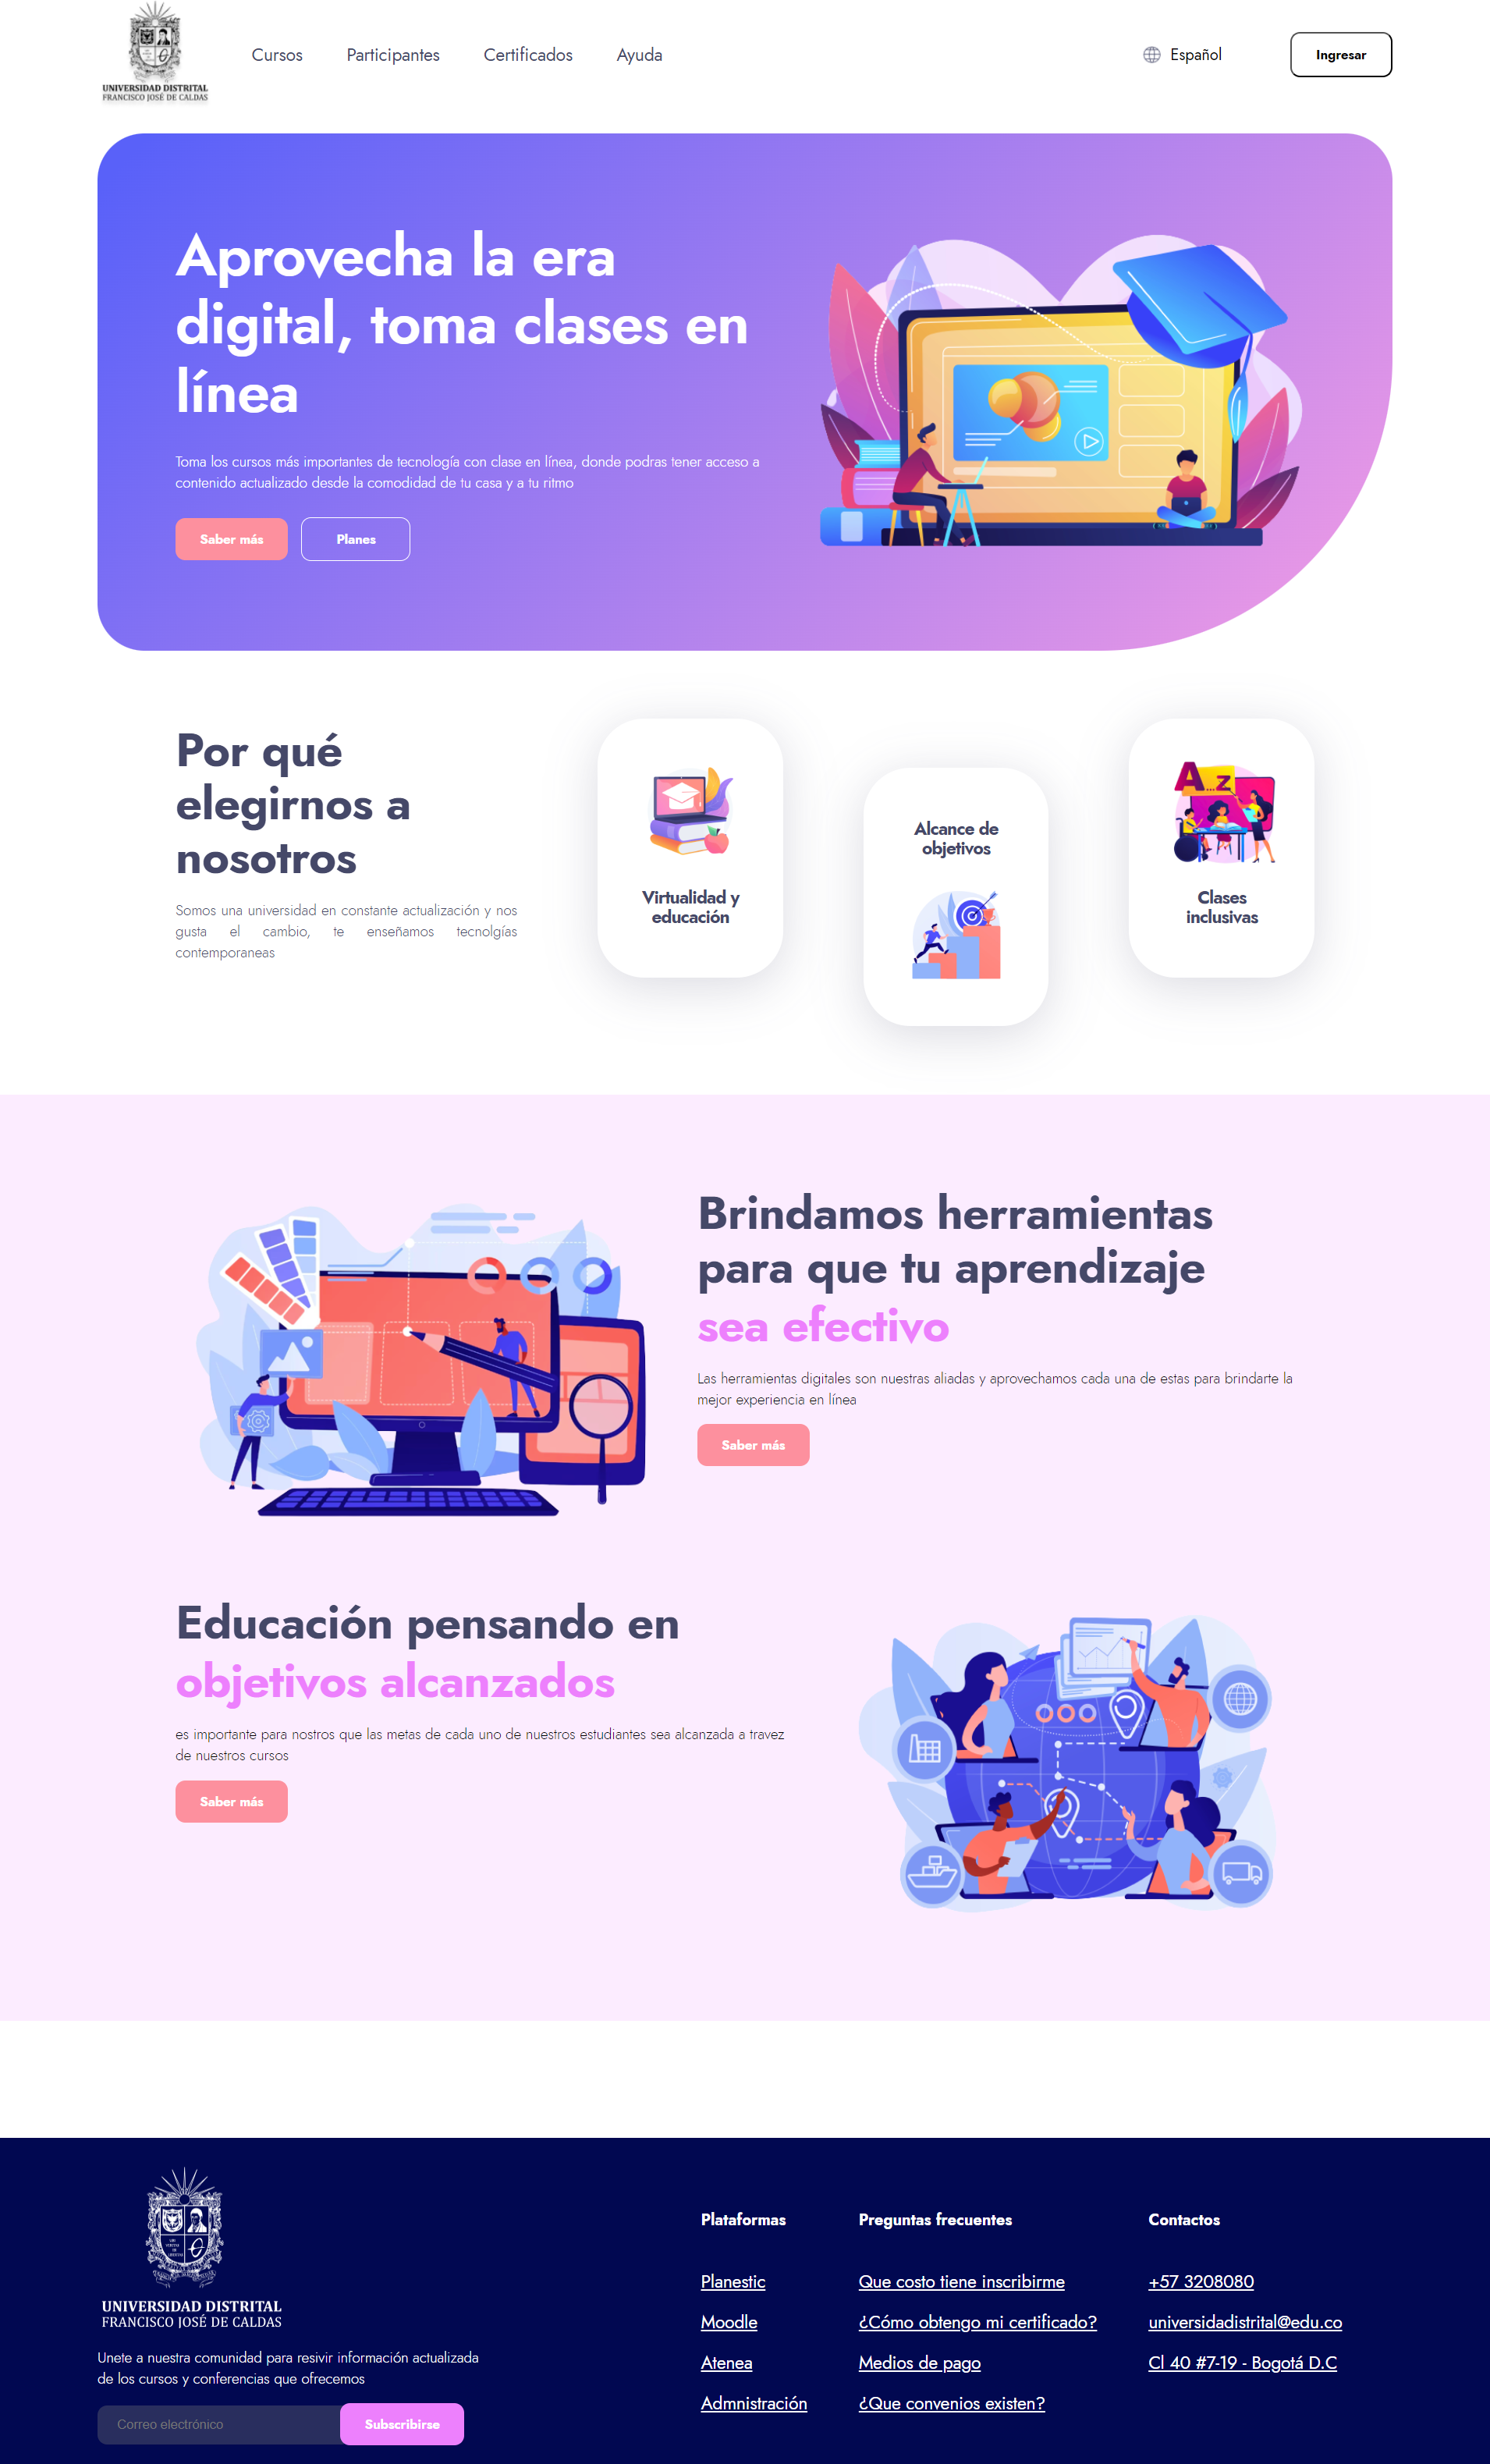 UNIVERSIDAD DISTRITAL
FRANCISCO JOSÉ DE CALDAS
Cursos
Participantes
Certificados
Ayuda
Español
Ingresar
Aprovecha la era
digital, toma clases en
línea
Toma los cursos más importantes de tecnología con clase en línea, donde podras tener acceso a
contenido actualizado desde la comodidad de tu casa y a tu ritmo
Saber más
Planes
Por qué
elegirnos a
nosotros
Somos una universidad en constante actualización y nos
gusta el cambio, te enseñamos tecnolgías
contemporaneas
Virtualidad y
educación
Alcance de
objetivos
A...z
Clases
inclusivas
Brindamos herramientas
para que tu aprendizaje
sea efectivo
Las herramientas digitales son nuestras aliadas y aprovechamos cada una de estas para brindarte la
mejor experiencia en línea
Saber más
Educación pensando en
objetivos alcanzados
es importante para nostros que las metas de cada uno de nuestros estudiantes sea alcanzada a travez
de nuestros cursos
Saber más
UNIVERSIDAD DISTRITAL
FRANCISCO JOSÉ DE CALDAS
Unete a nuestra comunidad para resivir información actualizada
de los cursos y conferencias que ofrecemos
Correo electrónico
Subscribirse
Plataformas
Planestic
Moodle
Atenea
Admnistración
Preguntas frecuentes
Que costo tiene inscribirme
¿Cómo obtengo mi certificado?
Medios de pago
¿Que convenios existen?
Contactos
+57 3208080
universidadistrital@edu.co
Cl 40 #7-19 - Bogotá D.C